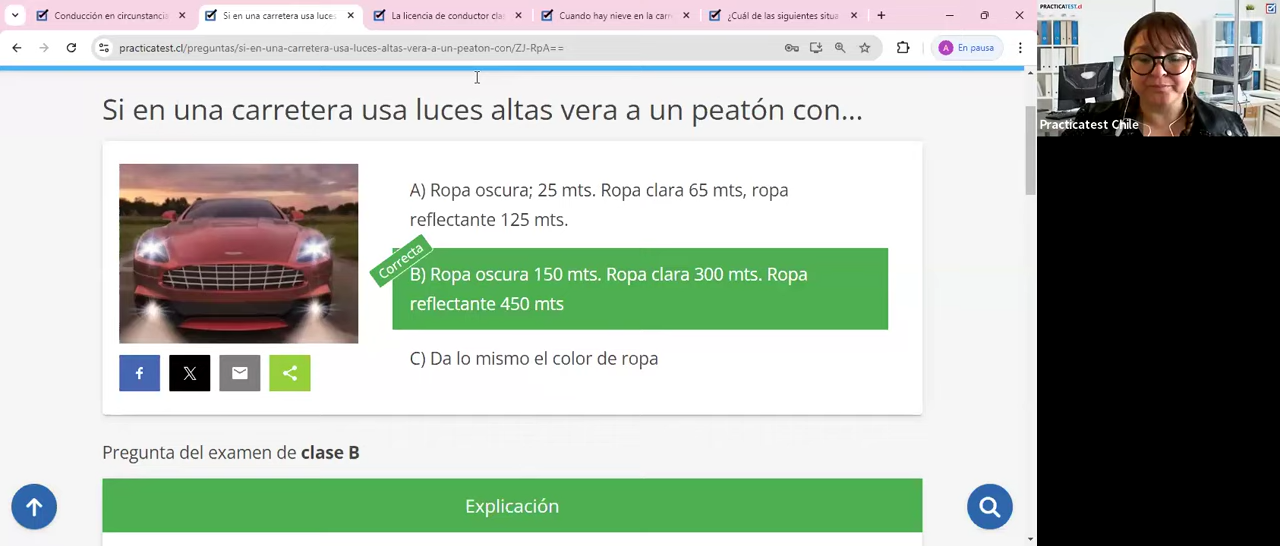 Conducción en circunstancia
Si en una carretera usa luces
La licencia de conductor cla
Cuando hay nieve en la carr
¿Cuál de las siguientes situa
practicatest.cl/preguntas/si-en-una-carretera-usa-luces-altas-vera-a-un-peaton-con/ZJ-RpA==
A
En pausa
PRACTICATEST.cl
Practicatest Chile
Si en una carretera usa luces altas vera a un peatón con...
A) Ropa oscura; 25 mts. Ropa clara 65 mts, ropa
reflectante 125 mts.
Correcta
B) Ropa oscura 150 mts. Ropa clara 300 mts. Ropa
reflectante 450 mts
C) Da lo mismo el color de ropa
Pregunta del examen de clase B
Explicación